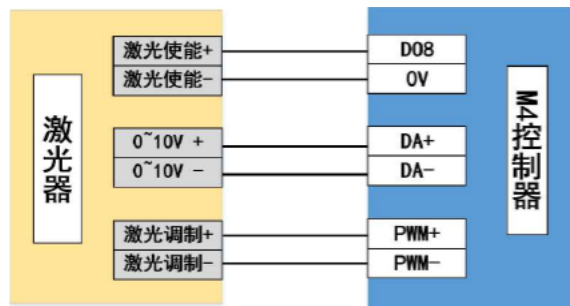 激光器
激光使能+
激光使能-
0~10V +
0~10V -
激光调制+
激光调制-
DO8
0V
DA+
DA-
PWM+
PWM-
M4控制器